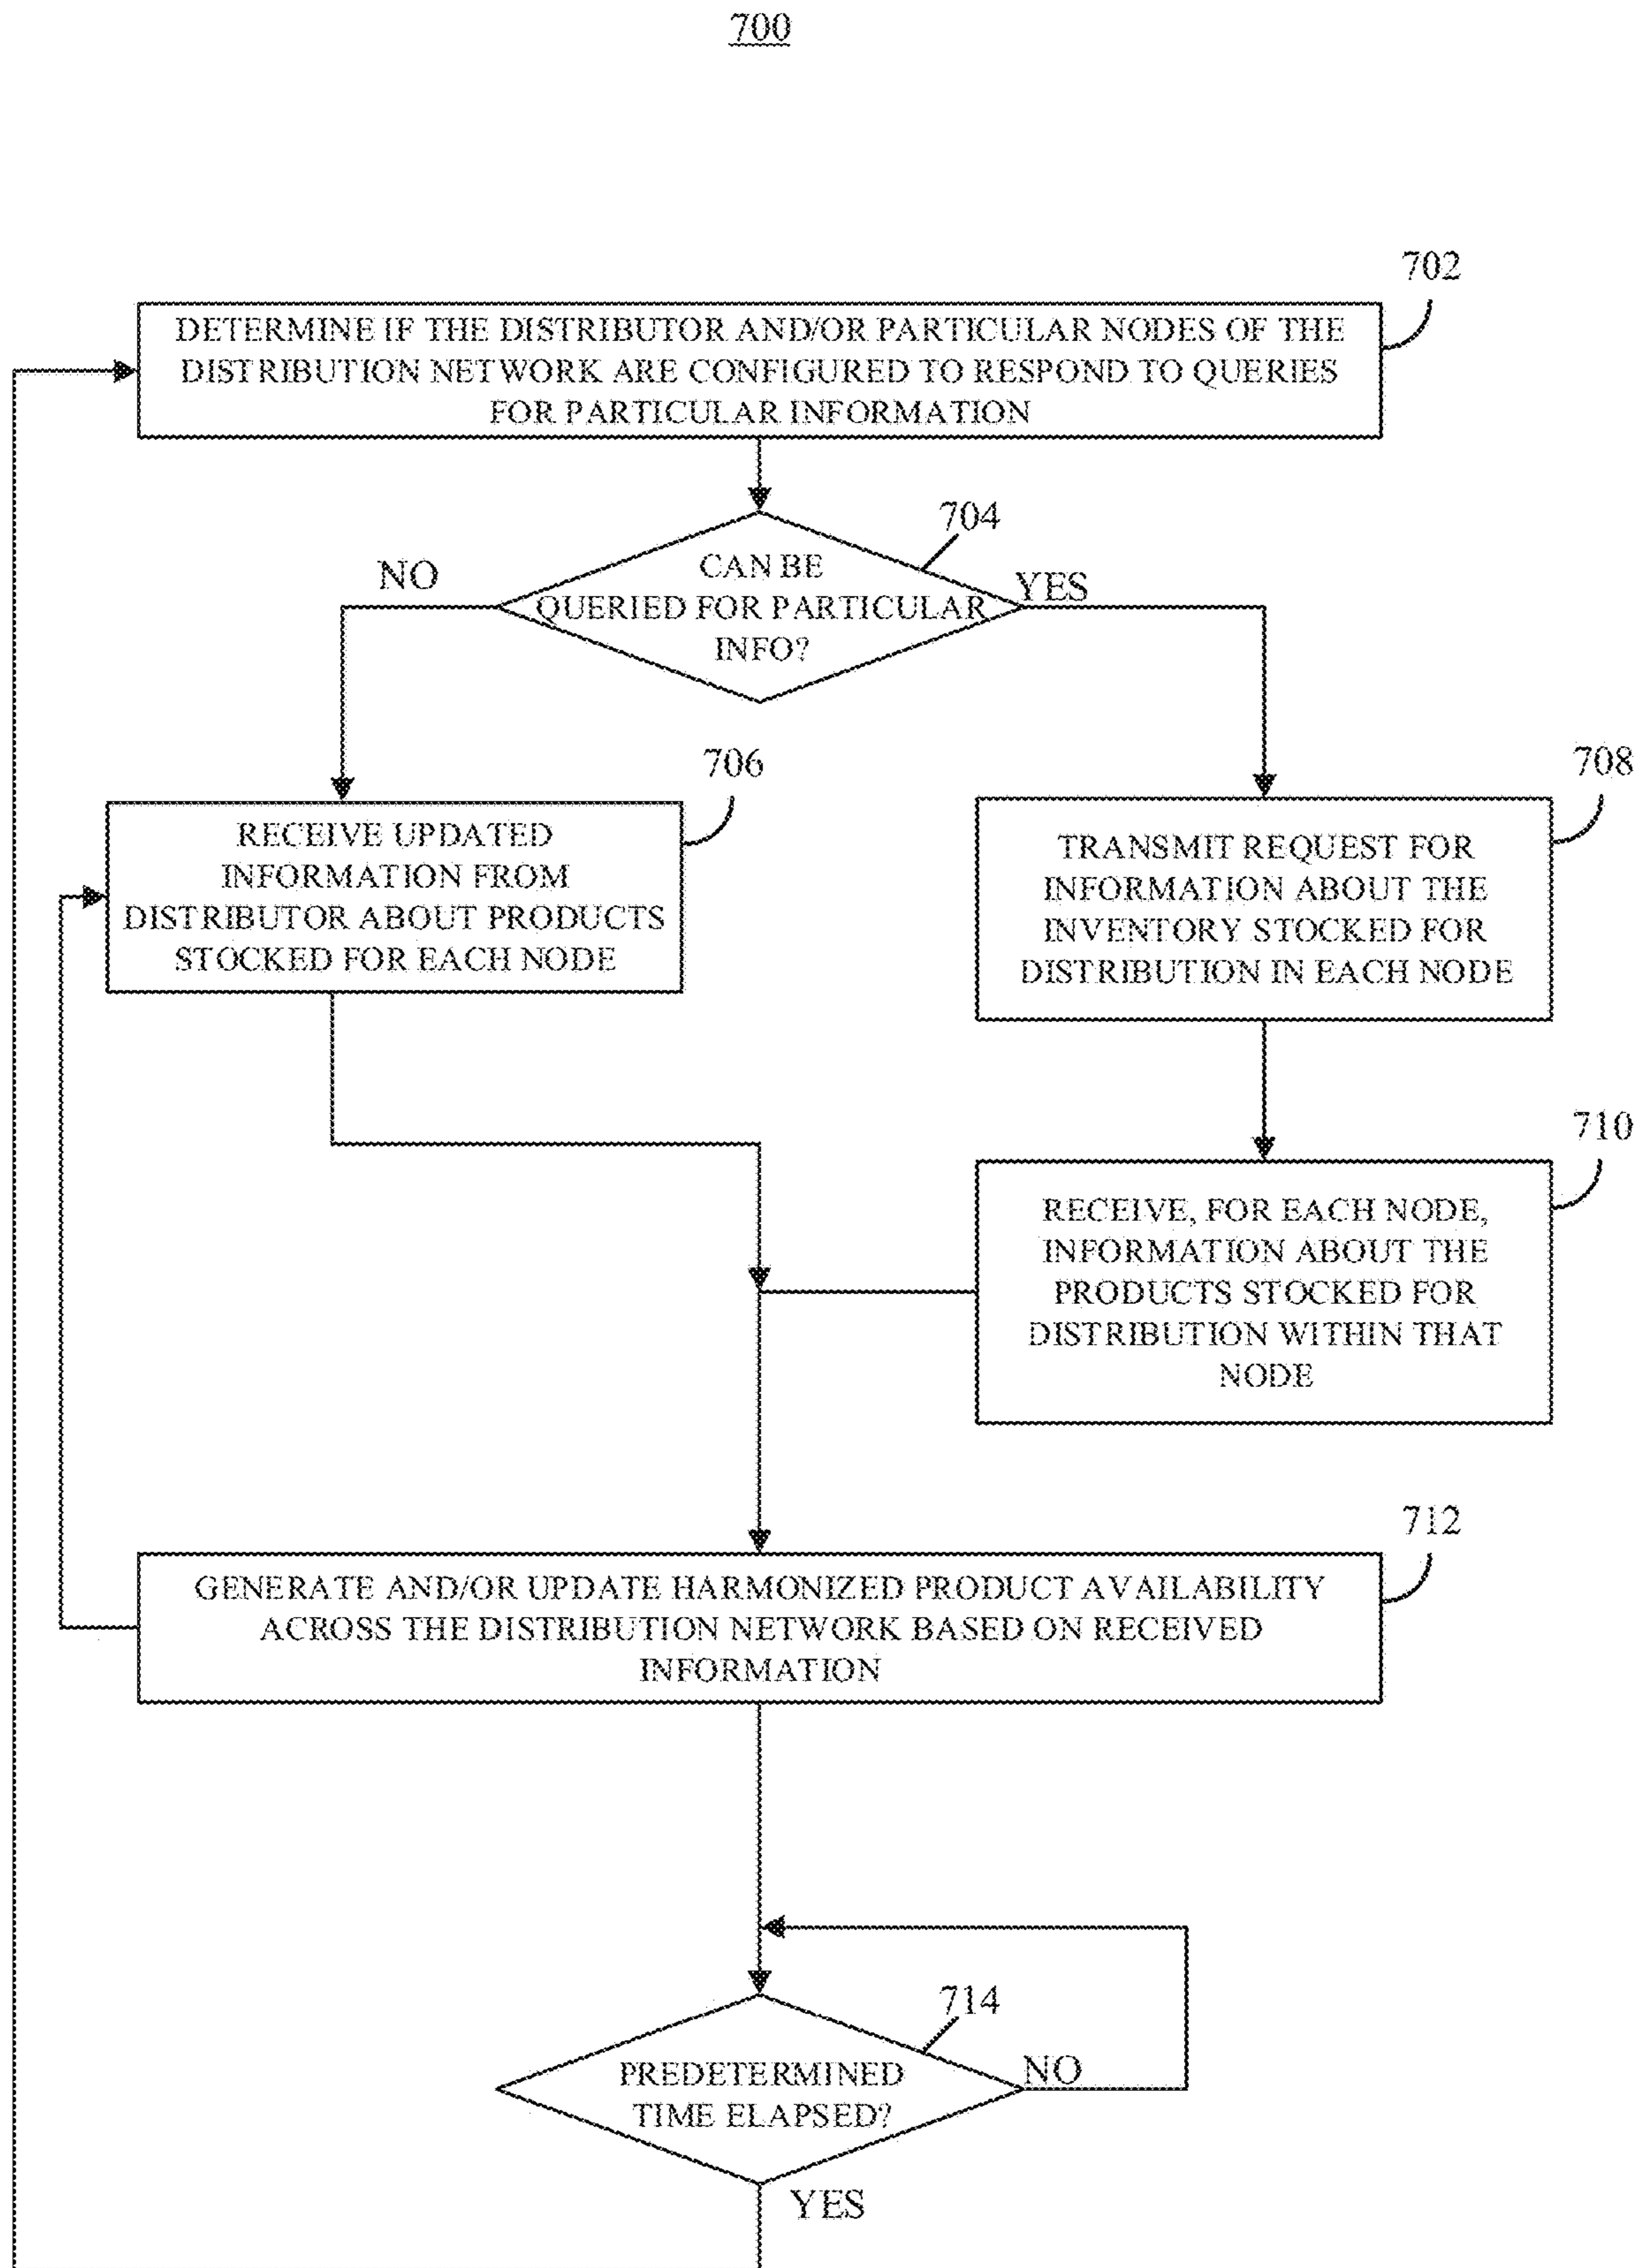 700
702
DETERMINE IF THE DISTRIBUTOR AND/OR PARTICULAR NODES OF THE
DISTRIBUTION NETWORK ARE CONFIGURED TO RESPOND TO QUERIES
FOR PARTICULAR INFORMATION
704
NO
CAN BE
YES
QUERIED FOR PARTICULAR
INFO?
706
RECEIVE UPDATED
INFORMATION FROM
DISTRIBUTOR ABOUT PRODUCTS
STOCKED FOR EACH NODE
708
TRANSMIT REQUEST FOR
INFORMATION ABOUT THE
INVENTORY STOCKED FOR
DISTRIBUTION IN EACH NODE
710
RECEIVE, FOR EACH NODE,
INFORMATION ABOUT THE
PRODUCTS STOCKED FOR
DISTRIBUTION WITHIN THAT
NODE
712
GENERATE AND/OR UPDATE HARMONIZED PRODUCT AVAILABILITY
ACROSS THE DISTRIBUTION NETWORK BASED ON RECEIVED
INFORMATION
714
PREDETERMINED
TIME ELAPSED?
NO
YES